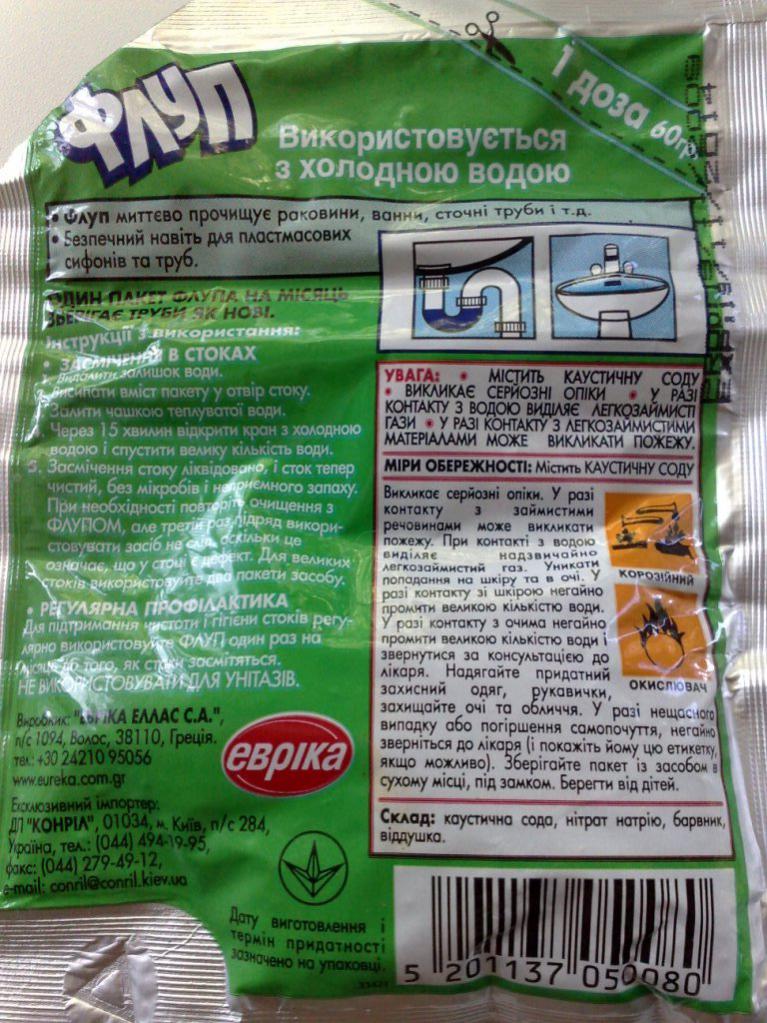 1 доза 60гр
ФЛУП
Використовується
з холодною водою
• Флуп миттєво прочищує раковини, ванни, сточні труби і т.д.
• Безпечний навіть для пластмасових
сифонів та труб.
ОДИН ПАКЕТ ФЛУПА НА МІСЯЦЬ
ЗБЕРІГАЄ ТРУБИ ЯК НОВІ.
Інструкції з використання:
• ЗАСМІЧЕННЯ В СТОКАХ
1. Видалити залишок води.
Висипати вміст пакету у отвір стоку.
Залити чашкою теплуватої води.
Через 15 хвилин відкрити кран з холодною
водою і спустити велику кількість води.
5. Засмічення стоку ліквідовано, і сток тепер
чистий, без мікробів і неприємного запаху.
При необхідності повторіть очищення з
ФЛУПОМ, але третій раз підряд викори-
стовувати засіб не слід, оскільки це
означає, що у стоці є дефект. Для великих
стоків використовуйте два пакети засобу.
• РЕГУЛЯРНА ПРОФІЛАКТИКА
Для підтримання чистоти і гігієни стоків регу-
лярно використовуйте ФЛУП один раз на
місяць до того, як стоки засмітяться.
НЕ ВИКОРИСТОВУВАТИ ДЛЯ УНІТАЗІВ.
Виробник: "ЕВРІКА ЕЛЛАС С.А.",
п/с 1094, Волос, 38110, Греція.
тел.: +30 24210 95056
www.eureka.com.gr
Ексклюзивний імпортер:
ДП "КОНРІЛ", 01034, м. Київ, п/с 284,
Україна, тел.: (044) 494-19-95,
факс: (044) 279-49-12,
e-mail: conril@conril.kiev.ua
евріка
Дату виготовлення і
термін придатності
зазначено на упаковці.
УВАГА: • МІСТИТЬ КАУСТИЧНУ СОДУ
• ВИКЛИКАЄ СЕРЙОЗНІ ОПІКИ • У РАЗІ
КОНТАКТУ З ВОДОЮ ВИДІЛЯЄ ЛЕГКОЗАЙМИСТІ
ГАЗИ • У РАЗІ КОНТАКТУ З ЛЕГКОЗАЙМИСТИМИ
МАТЕРІАЛАМИ МОЖЕ ВИКЛИКАТИ ПОЖЕЖУ.
МІРИ ОБЕРЕЖНОСТІ: Містить КАУСТИЧНУ СОДУ
Викликає серйозні опіки. У разі
контакту з займистими
речовинами може викликати
пожежу. При контакті з водою
виділяє надзвичайно
легкозаймистий газ. Уникати
попадання на шкіру та в очі. У
разі контакту зі шкірою негайно
промити великою кількістю води.
У разі контакту з очима негайно
промити великою кількістю води і
звернутися за консультацією до
лікаря. Надягайте придатний
захисний одяг, рукавички,
захищайте очі та обличчя. У разі нещасного
випадку або погіршення самопочуття, негайно
зверніться до лікаря (і покажіть йому цю етикетку,
якщо можливо). Зберігайте пакет із засобом в
сухому місці, під замком. Берегти від дітей.
КОРОЗІЙНИЙ
ОКИСЛЮВАЧ
Склад: каустична сода, нітрат натрію, барвник,
віддушка.
5 201137 050080